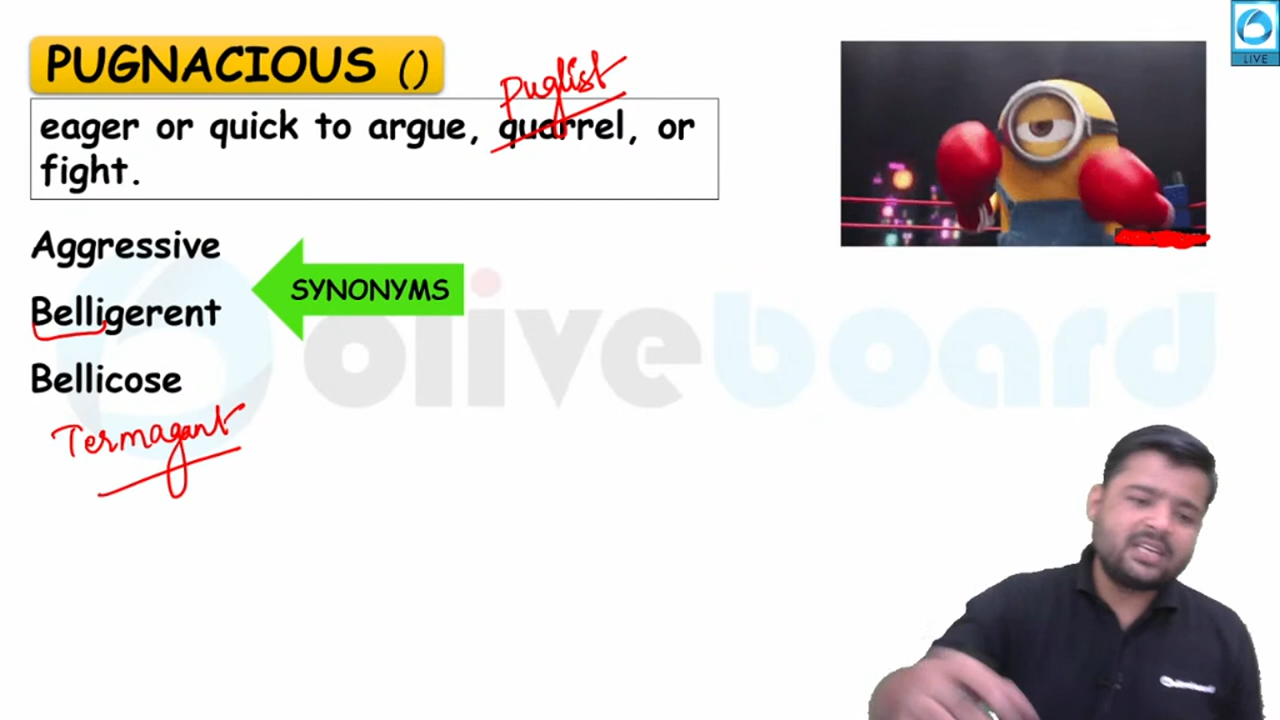 PUGNACIOUS ()
Puglist
eager or quick to argue, quarrel, or
fight.
Aggressive
SYNONYMS
Belligerent
Bellicose
Termagant
oliveboard
LIVE